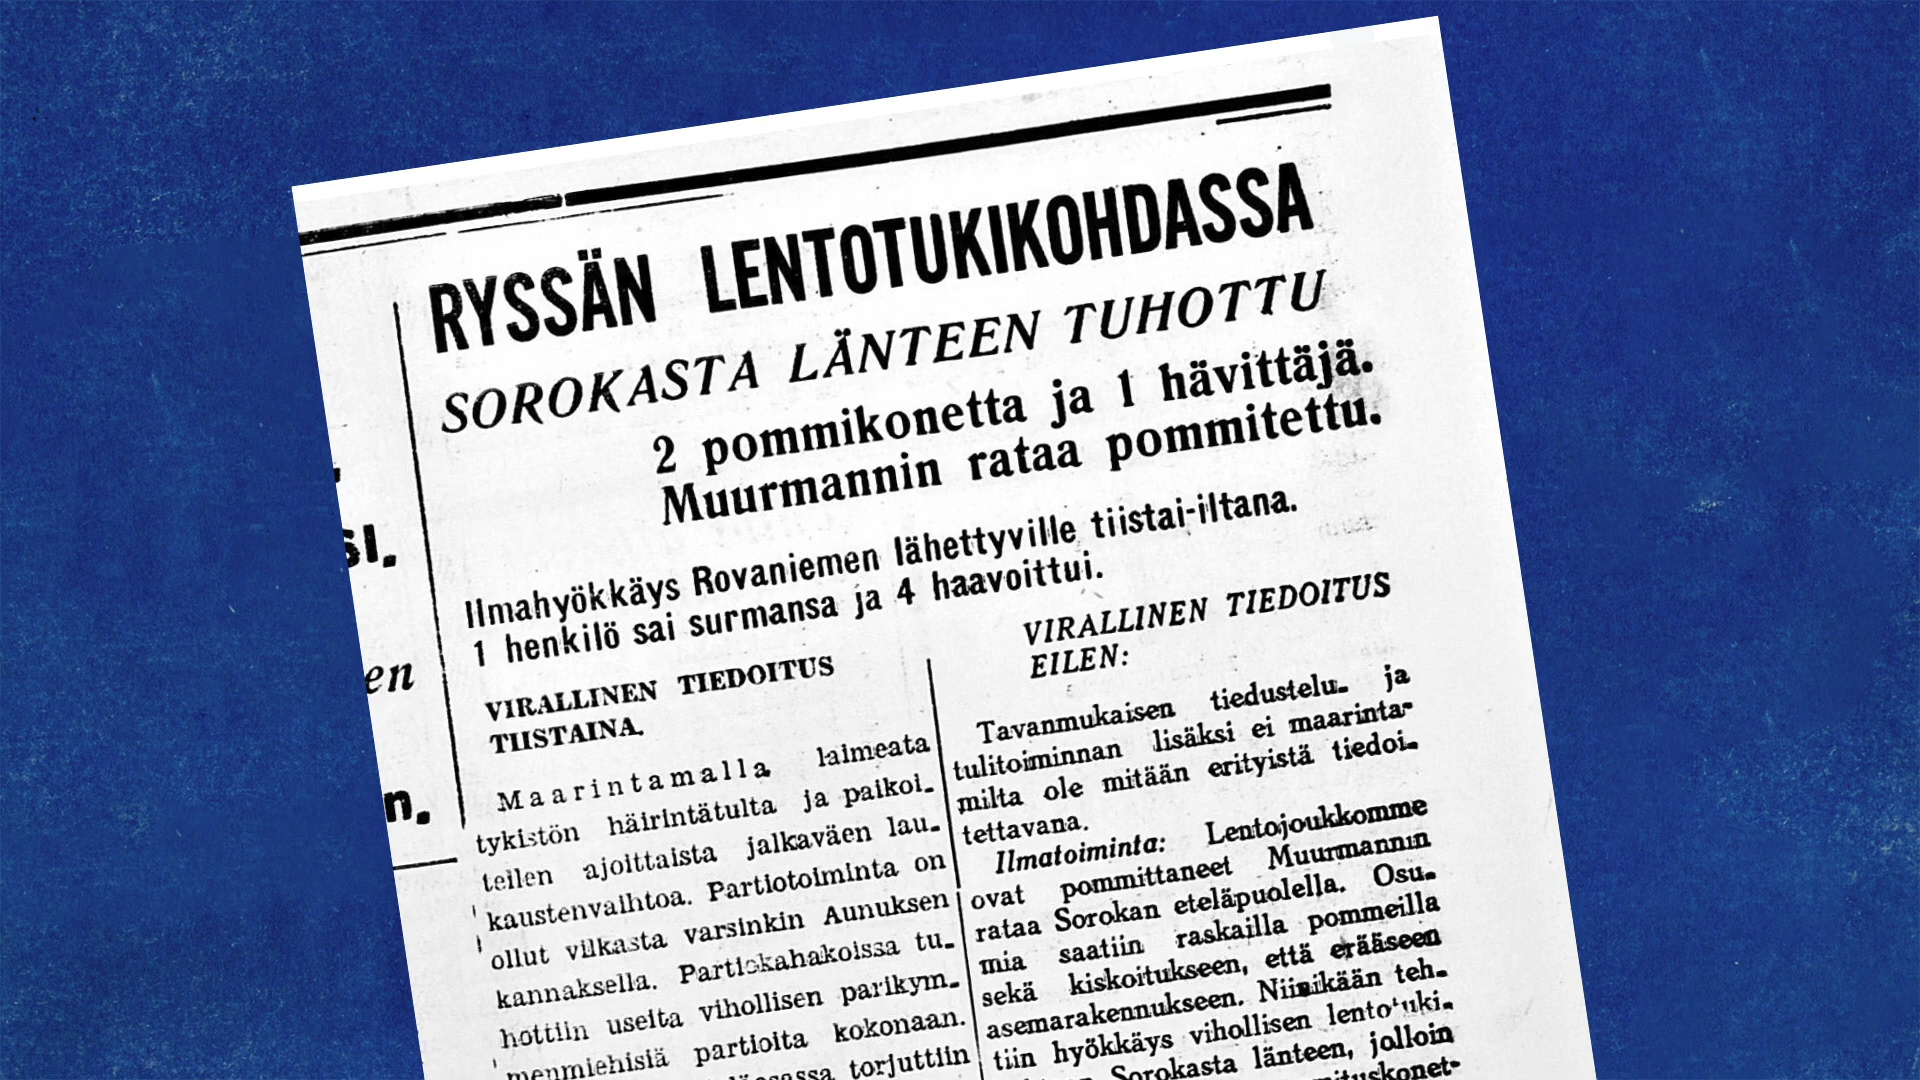 RYSSÄN LENTOTUKIKOHDASSA
SOROKASTA LÄNTEEN TUHOTTU
2 pommikonetta ja 1 hävittäjä.
Muurmannin rataa pommitettu.
Ilmahyökkäys Rovaniemen lähettyville tiistai-iltana.
1 henkilö sai surmansa ja 4 haavoittui.
VIRALLINEN TIEDOITUS
TIISTAINA.
Maarintamalla laimeata
tykistön häirintätulta ja paikoi-
tellen ajoittaista jalkaväen lau-
kaustenvaihtoa. Partiotoiminta on
ollut vilkasta varsinkin Aunuksen
kannaksella. Partiokahakoissa tu-
hottiin useita vihollisen parikym-
menmiehisiä partioita kokonaan.
torjuttiin
VIRALLINEN TIEDOITUS
EILEN:
Tavanmukaisen tiedustelu- ja
tulitoiminnan lisäksi ei maarinta-
milta ole mitään erityistä tiedoi-
tettavana.
Ilmatoiminta: Lentojoukkomme
ovat pommittaneet Muurmannin
rataa Sorokan eteläpuolella. Osu-
mia saatiin raskailla pommeilla
sekä kiskoitukseen, että erääseen
asemarakennukseen. Niinikään teh-
tiin hyökkäys vihollisen lentotuki-
Sorokasta länteen, jolloin
si.
en
n.